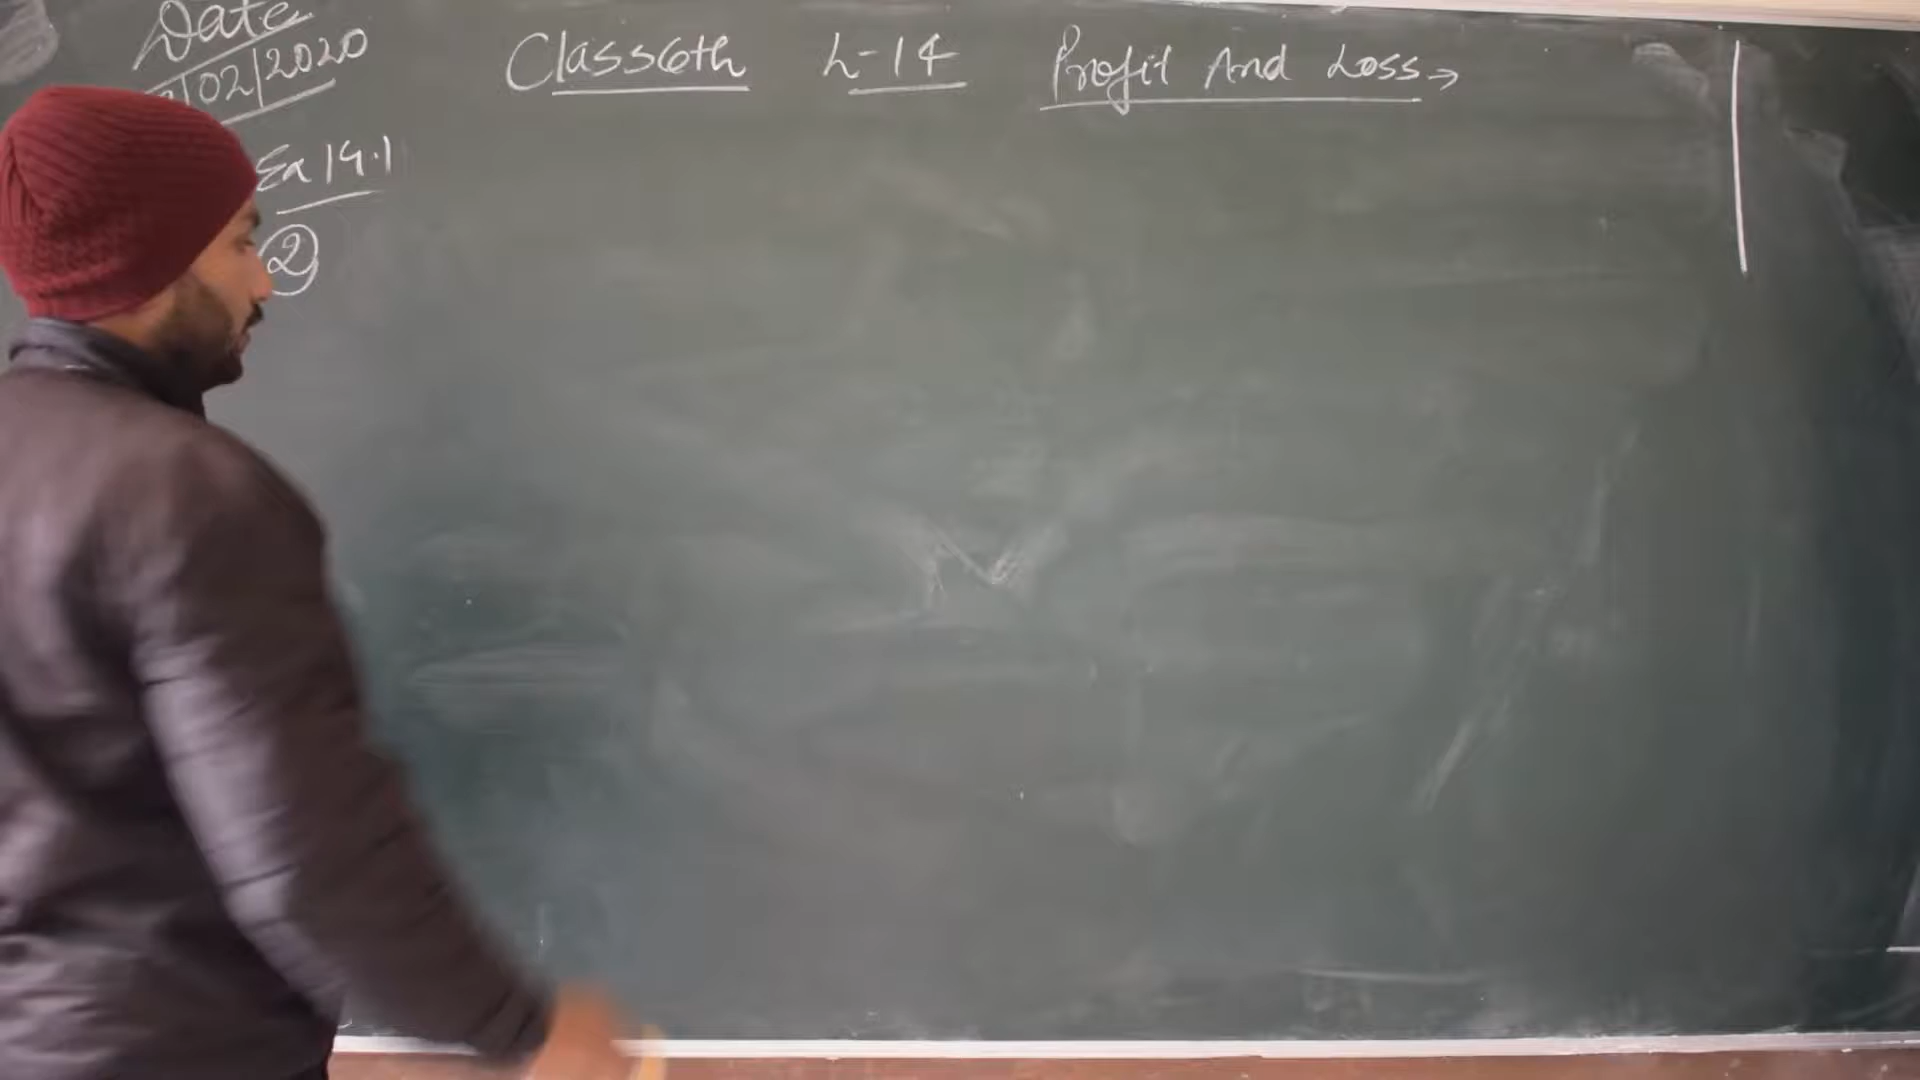 Date
/02/2020
Class 6th L-14 Profit And Loss→
Ex 14.1
②